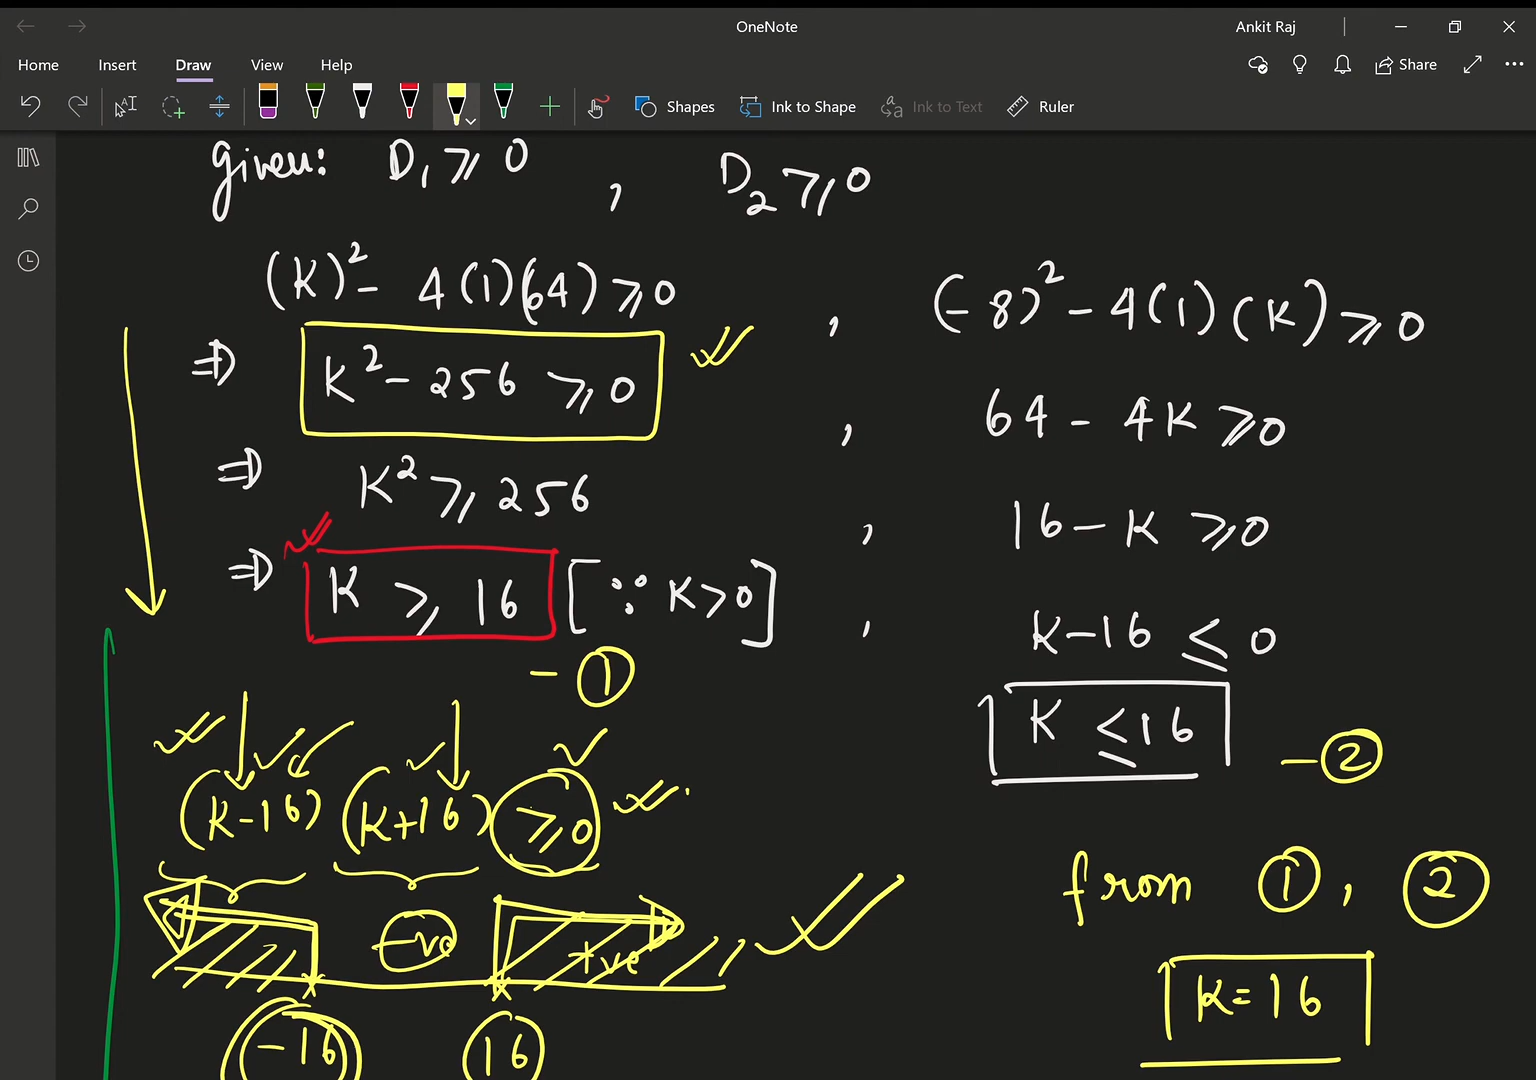 OneNote
Ankit Raj
Home Insert Draw View Help
Share
Shapes Ink to Shape Ink to Text Ruler
given: D₁ ⩾ 0 , D₂ ⩾ 0
(K)² - 4(1)(64) ⩾ 0 , (-8)² - 4(1)(K) ⩾ 0
⇒ K² - 256 ⩾ 0 , 64 - 4K ⩾ 0
⇒ K² ⩾ 256 , 16 - K ⩾ 0
⇒ K ⩾ 16 [∵ K > 0] , K - 16 ≤ 0
- ①
K ≤ 16 - ②
(K-16) (K+16) ⩾ 0
from ①, ②
-ve +ve
K = 16
-16 16